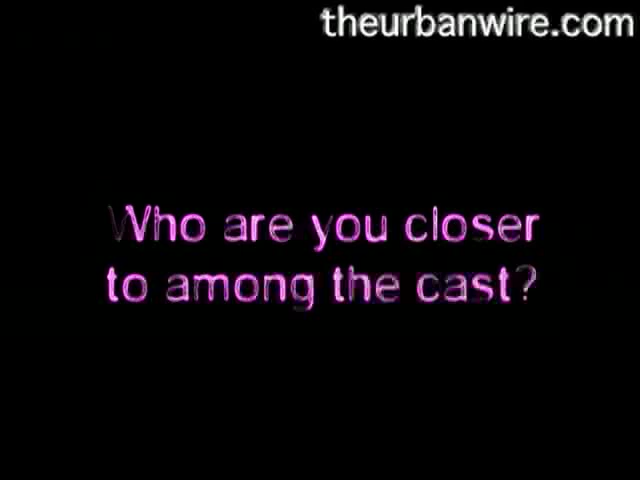 theurbanwire.com
Who are you closer
to among the cast?